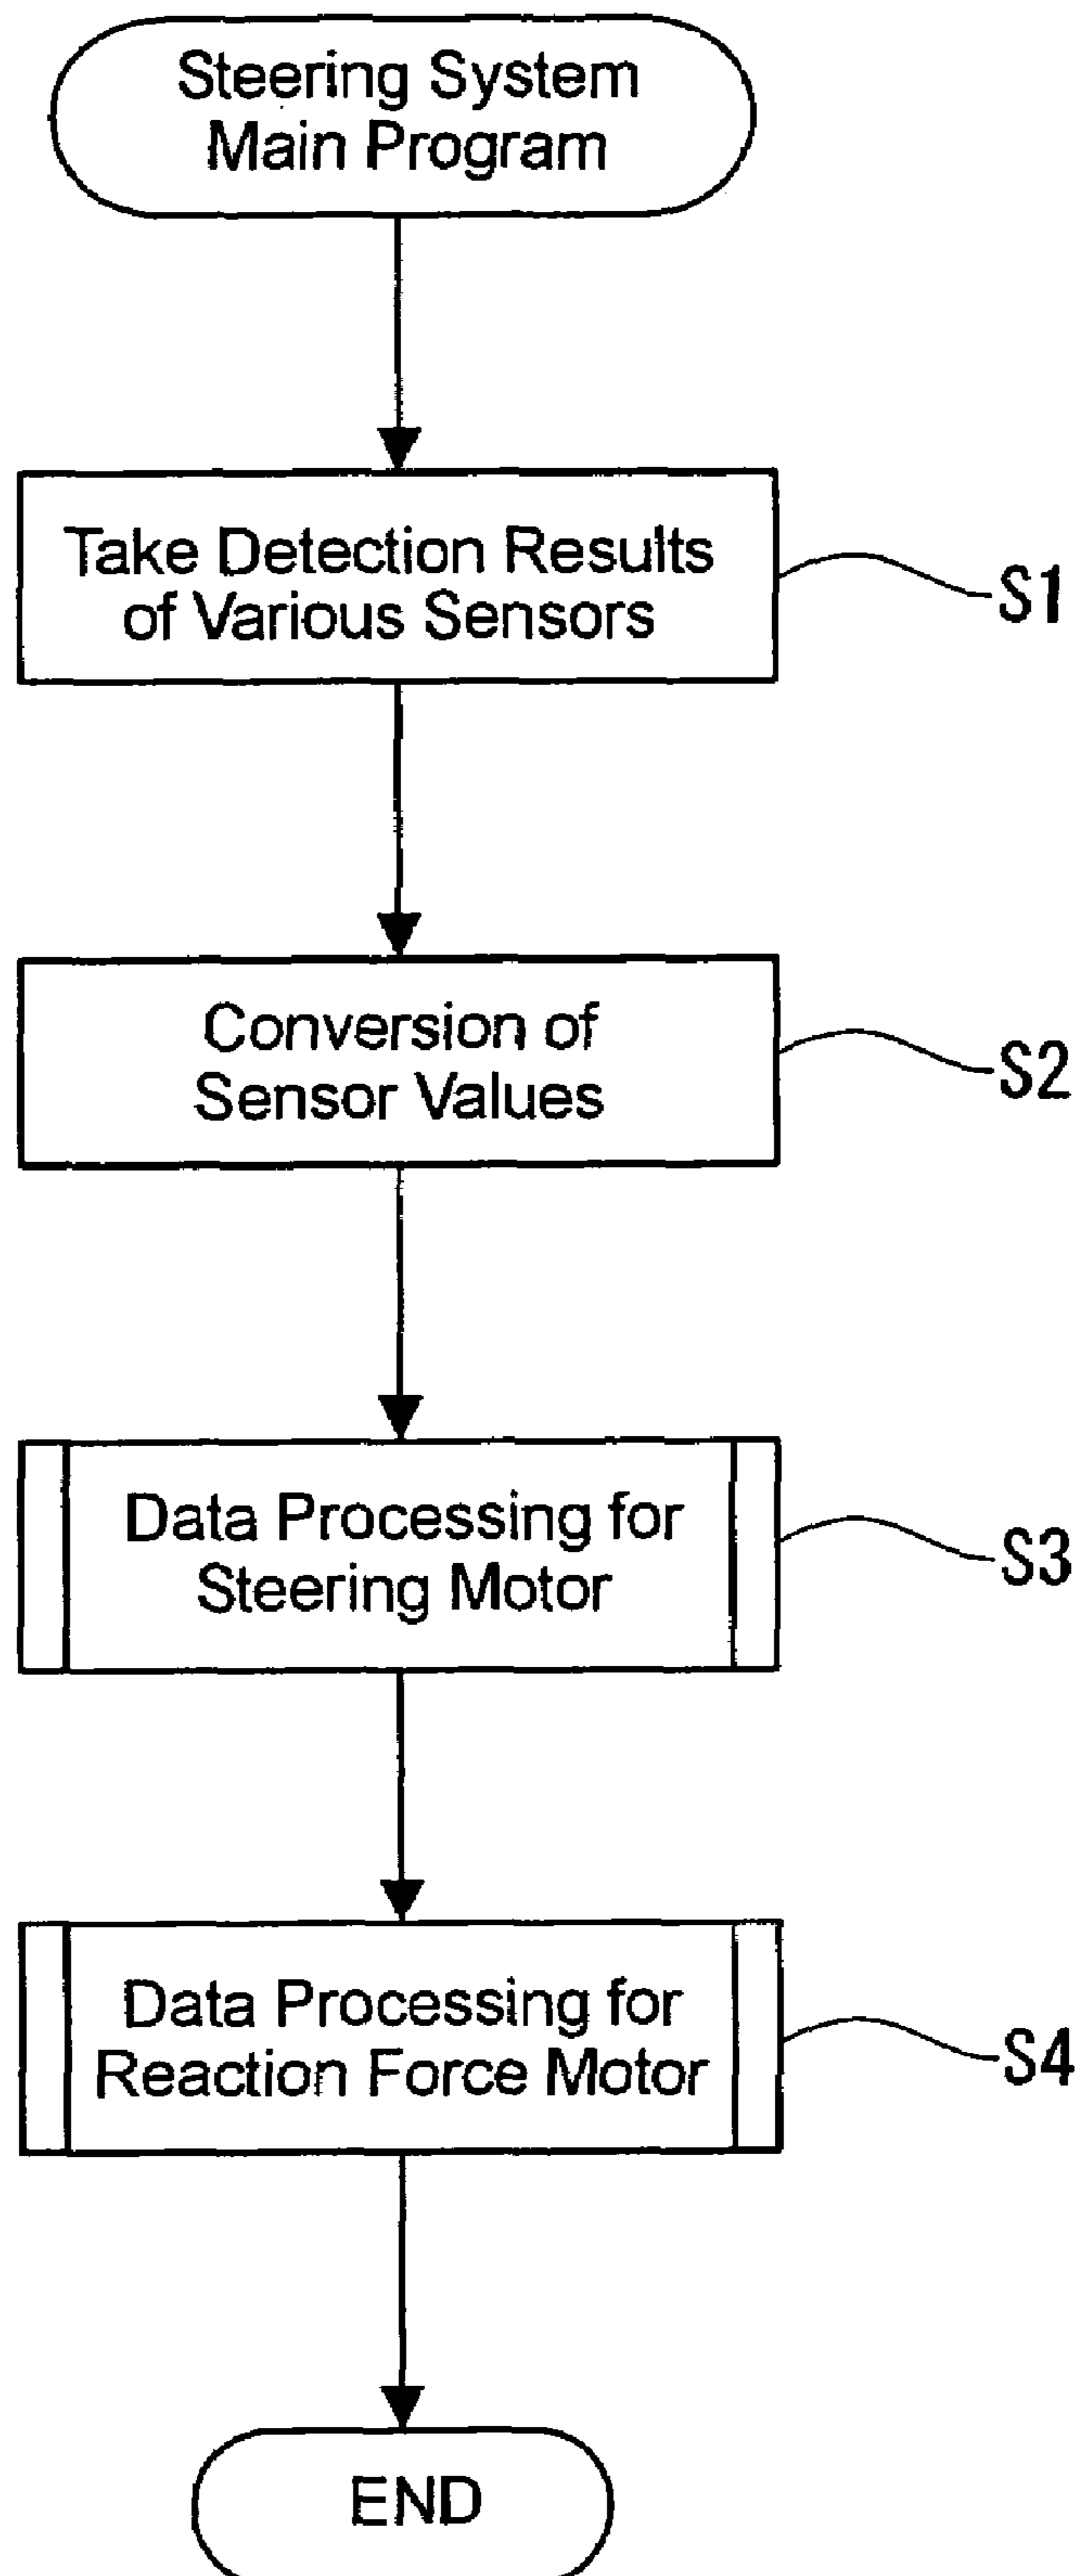 Steering System
Main Program
Take Detection Results
of Various Sensors
S1
Conversion of
Sensor Values
S2
Data Processing for
Steering Motor
S3
Data Processing for
Reaction Force Motor
S4
END